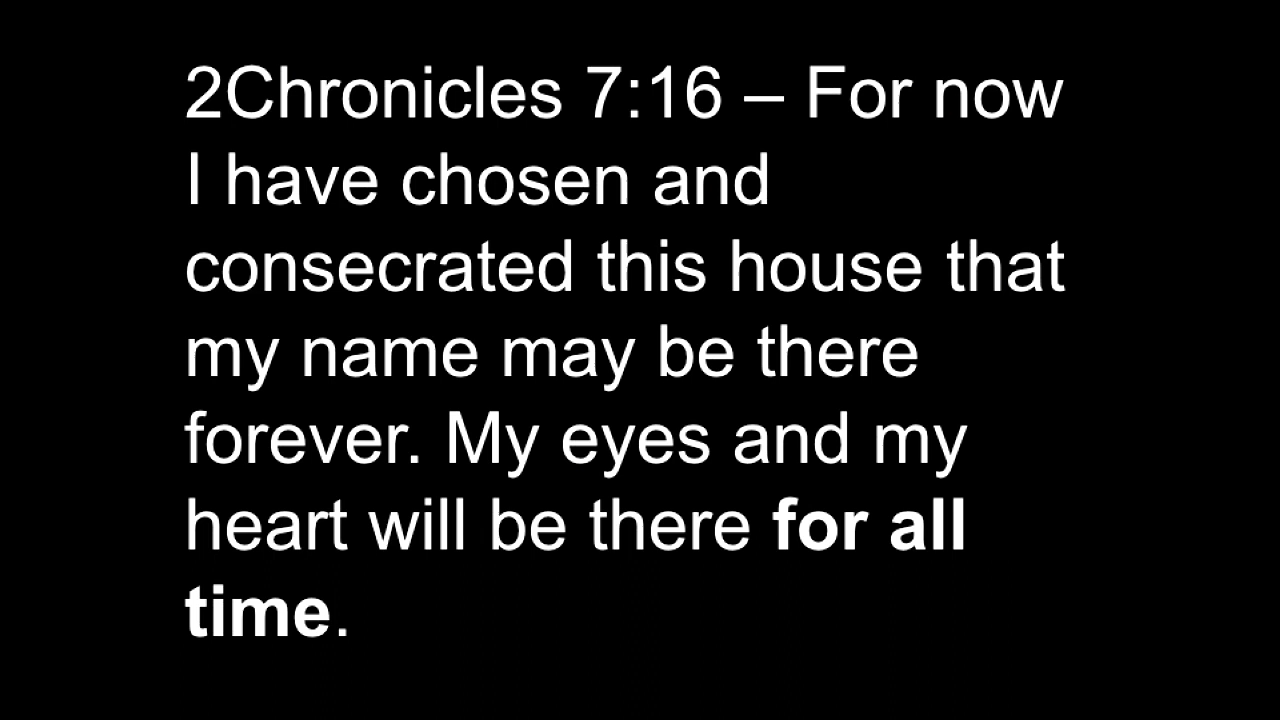 2Chronicles 7:16 – For now
I have chosen and
consecrated this house that
my name may be there
forever. My eyes and my
heart will be there for all
time.